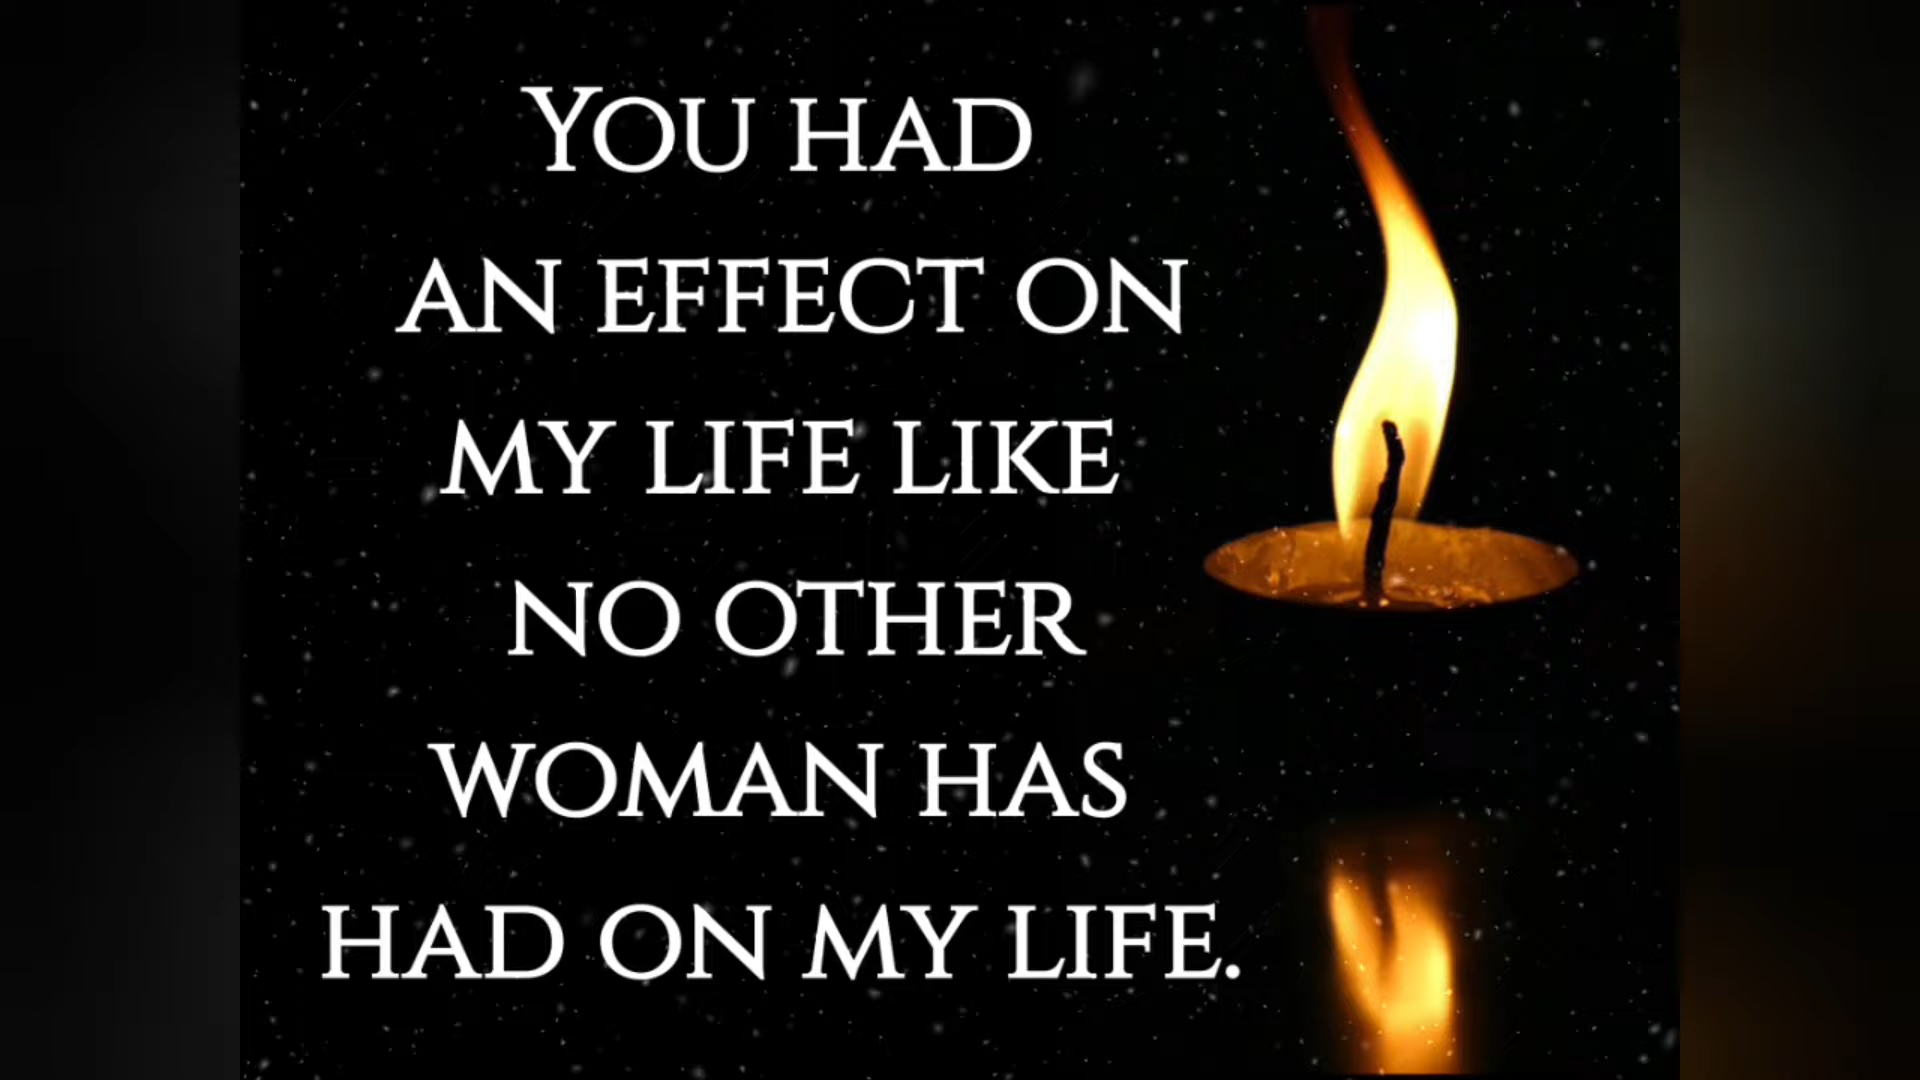 You had
an effect on
my life like
no other
woman has
had on my life.